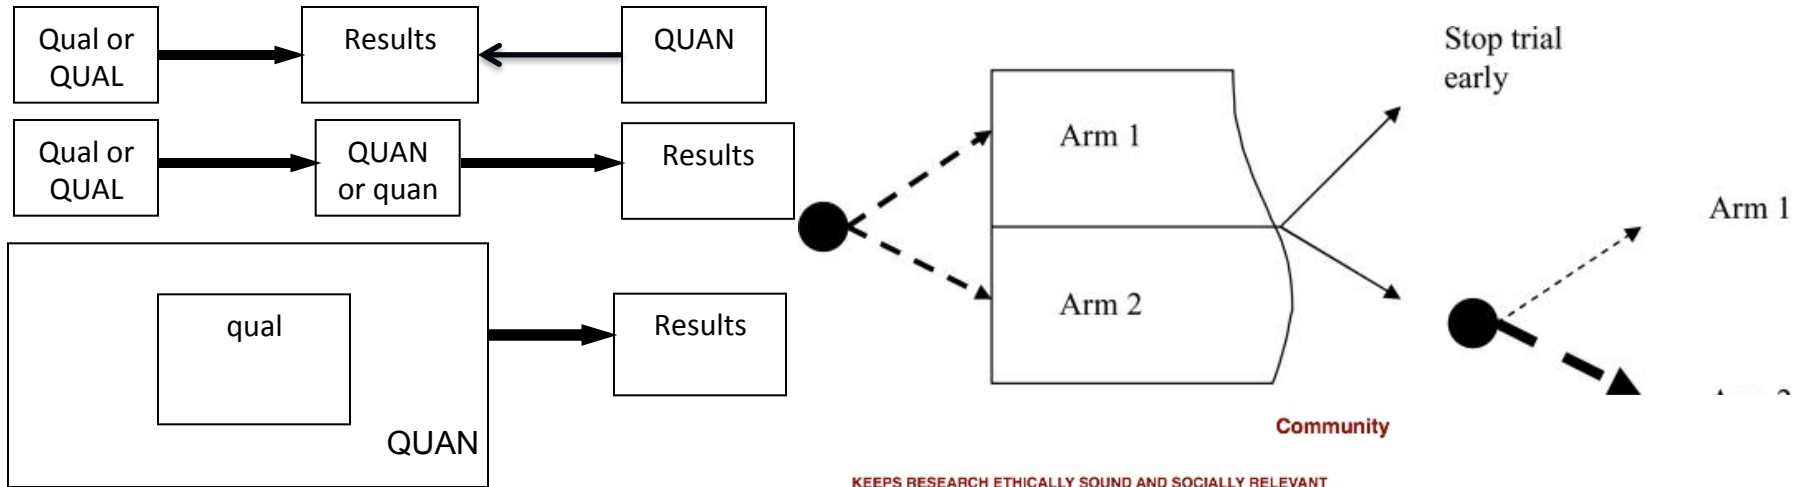 Qual or
QUAL
Results
QUAN
Qual or
QUAL
QUAN
or quan
Results
qual
QUAN
Results
Stop trial
early
Arm 1
Arm 2
Arm 1
Community
KEEPS RESEARCH ETHICALLY SOUND AND SOCIALLY RELEVANT